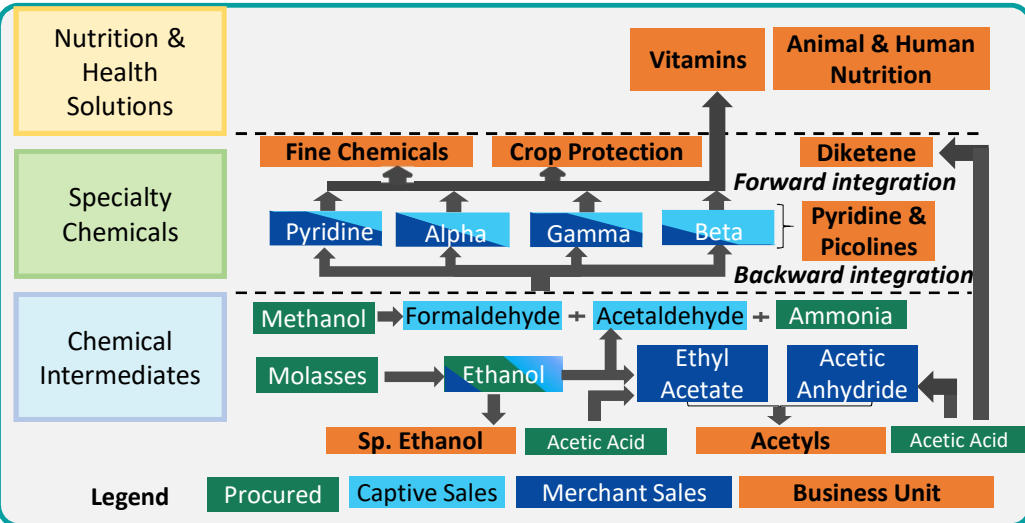 Nutrition &
Health
Solutions
Vitamins
Animal & Human
Nutrition
Specialty
Chemicals
Fine Chemicals
Crop Protection
Diketene
Forward integration
Pyridine
Alpha
Gamma
Beta
Pyridine &
Picolines
Backward integration
Chemical
Intermediates
Methanol
Formaldehyde
+
Acetaldehyde
+
Ammonia
Molasses
Ethanol
Ethyl
Acetate
Acetic
Anhydride
Sp. Ethanol
Acetic Acid
Acetyls
Acetic Acid
Legend
Procured
Captive Sales
Merchant Sales
Business Unit